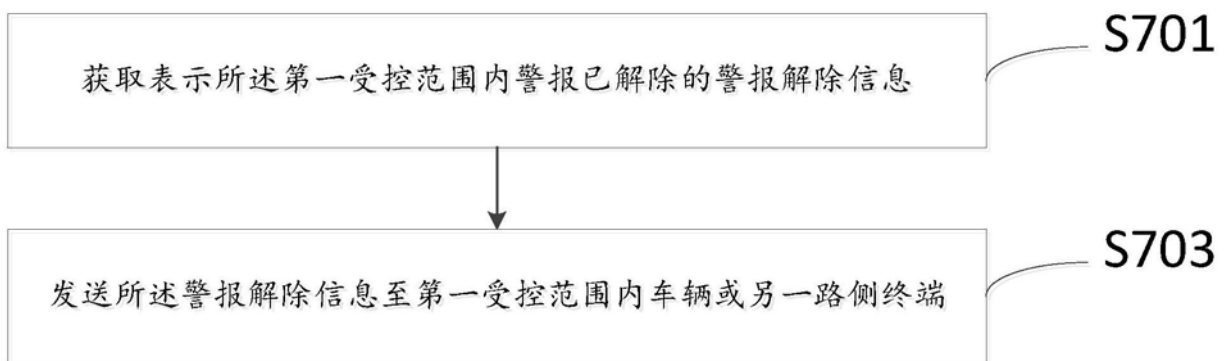 获取表示所述第一受控范围内警报已解除的警报解除信息
S701
发送所述警报解除信息至第一受控范围内车辆或另一路侧终端
S703